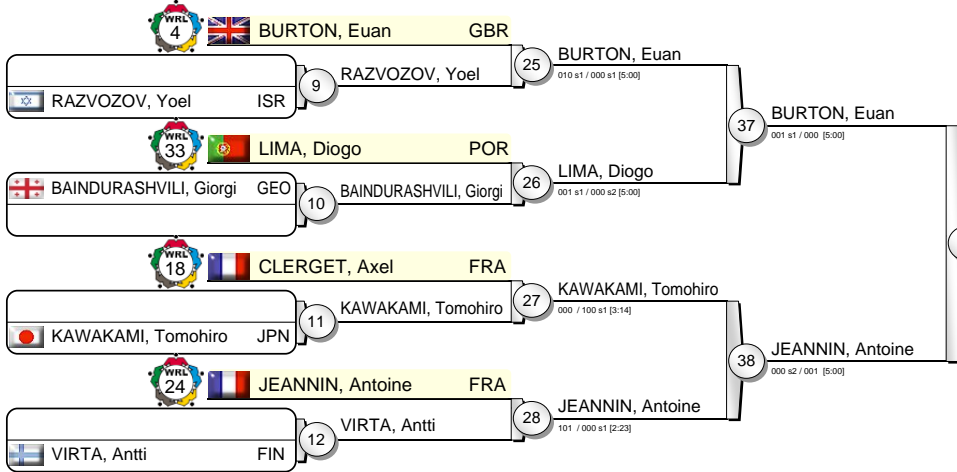 WRL 4 BURTON, Euan GBR
RAZVOZOV, Yoel ISR
9 RAZVOZOV, Yoel
25 BURTON, Euan
010 s1 / 000 s1 [5:00]
WRL 33 LIMA, Diogo POR
BAINDURASHVILI, Giorgi GEO
10 BAINDURASHVILI, Giorgi
26 LIMA, Diogo
001 s1 / 000 s2 [5:00]
37 BURTON, Euan
001 s1 / 000 [5:00]
WRL 18 CLERGET, Axel FRA
KAWAKAMI, Tomohiro JPN
11 KAWAKAMI, Tomohiro
27 KAWAKAMI, Tomohiro
000 / 100 s1 [3:14]
WRL 24 JEANNIN, Antoine FRA
VIRTA, Antti FIN
12 VIRTA, Antti
28 JEANNIN, Antoine
101 / 000 s1 [2:23]
38 JEANNIN, Antoine
000 s2 / 001 [5:00]